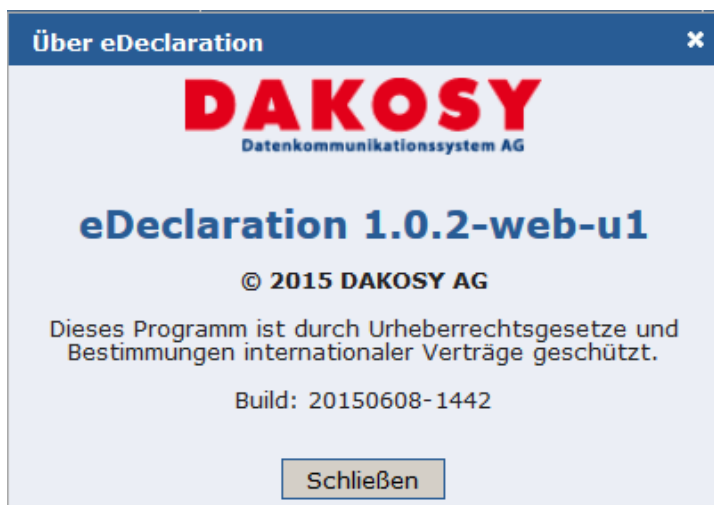 Über eDeclaration
DAKOSY
Datenkommunikationssystem AG
eDeclaration 1.0.2-web-u1
© 2015 DAKOSY AG
Dieses Programm ist durch Urheberrechtsgesetze und
Bestimmungen internationaler Verträge geschützt.
Build: 20150608-1442
Schließen